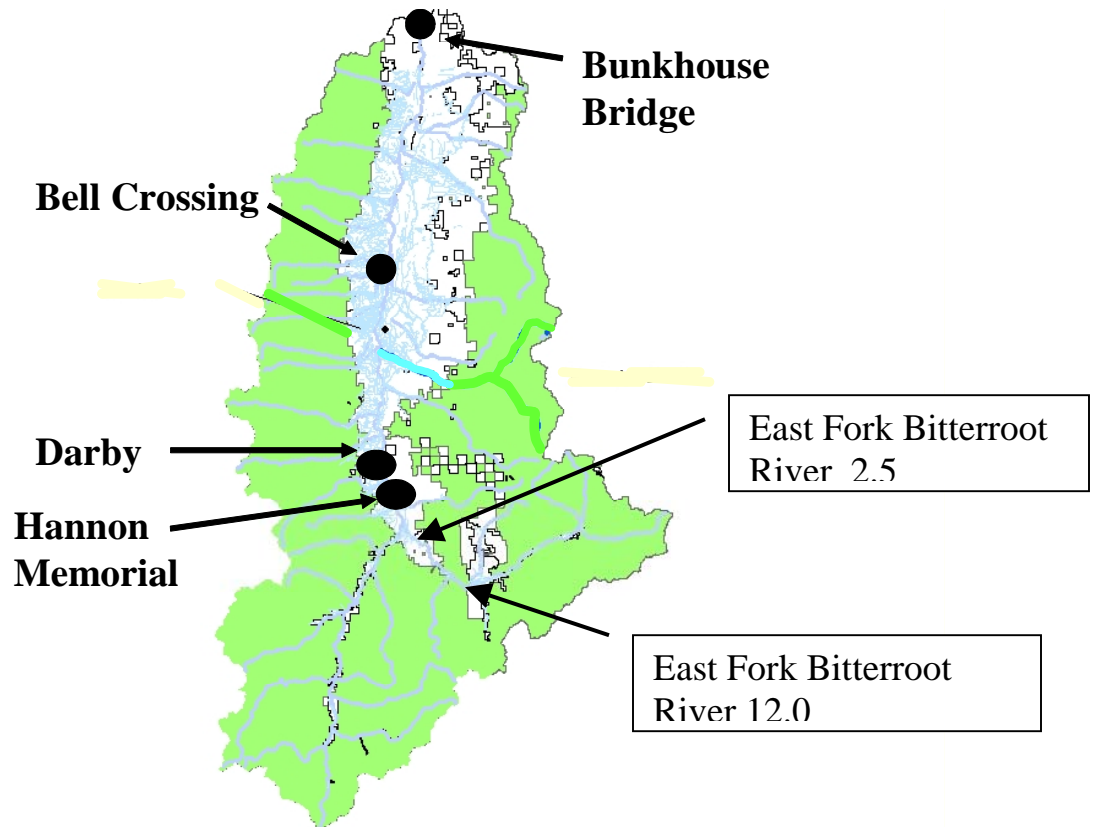 Bunkhouse
Bridge
Bell Crossing
East Fork Bitterroot
River 2.5
Darby
Hannon
Memorial
East Fork Bitterroot
River 12.0